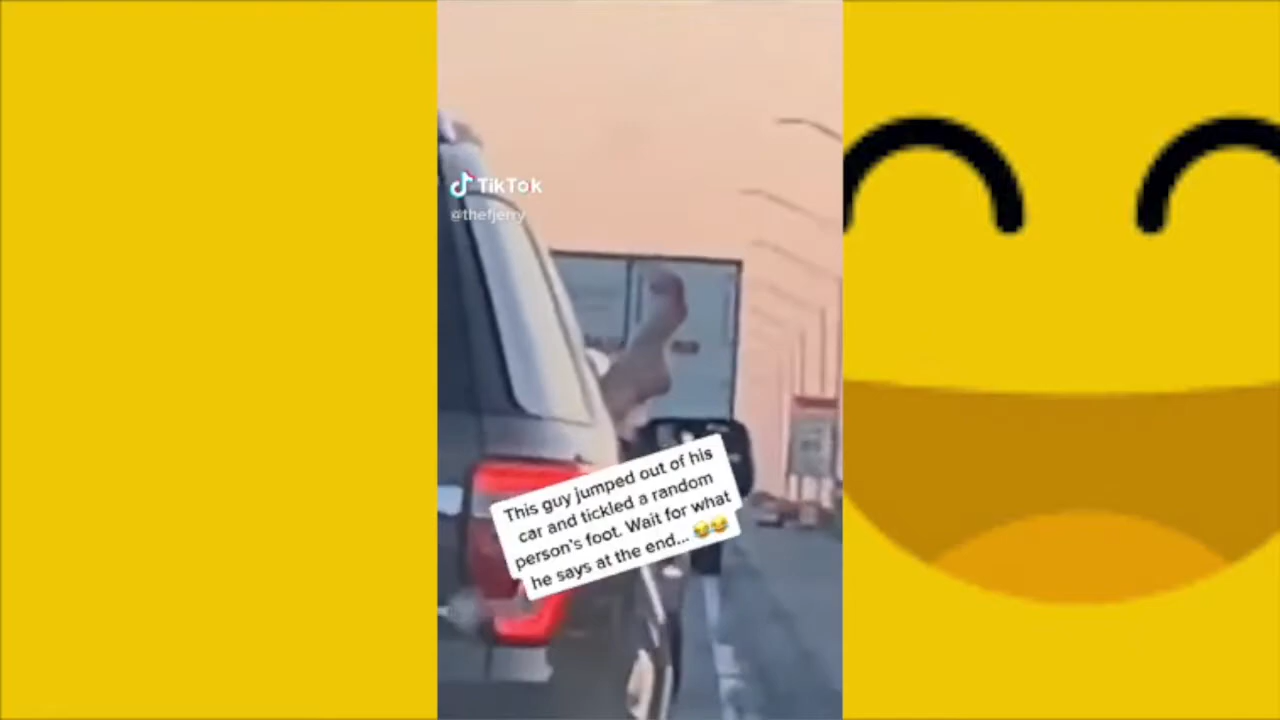 TikTok
@thefjerry
This guy jumped out of his
car and tickled a random
person's foot. Wait for what
he says at the end... 🤣😂